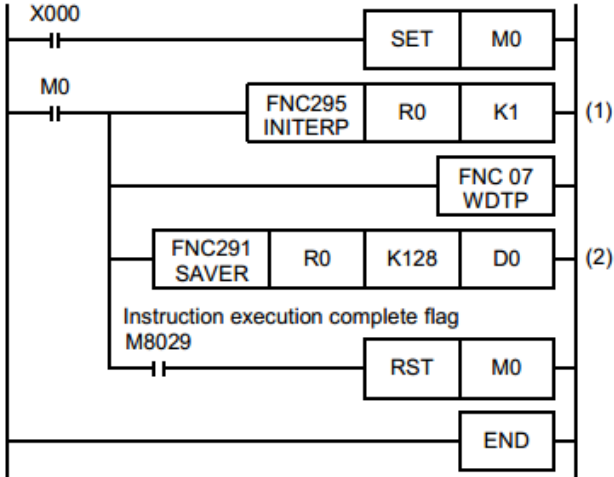 X000
SET M0
M0
FNC295
INITERP R0 K1 (1)
FNC 07
WDTP
FNC291
SAVER R0 K128 D0 (2)
Instruction execution complete flag
M8029
RST M0
END